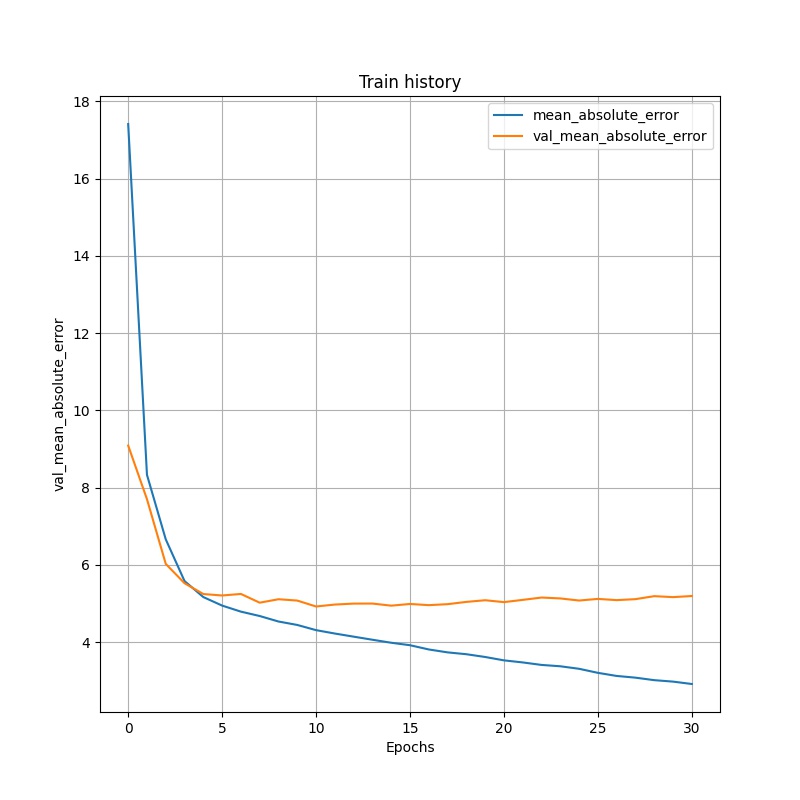 Train history
mean_absolute_error
val_mean_absolute_error
val_mean_absolute_error
18
16
14
12
10
8
6
4
0 5 10 15 20 25 30
Epochs